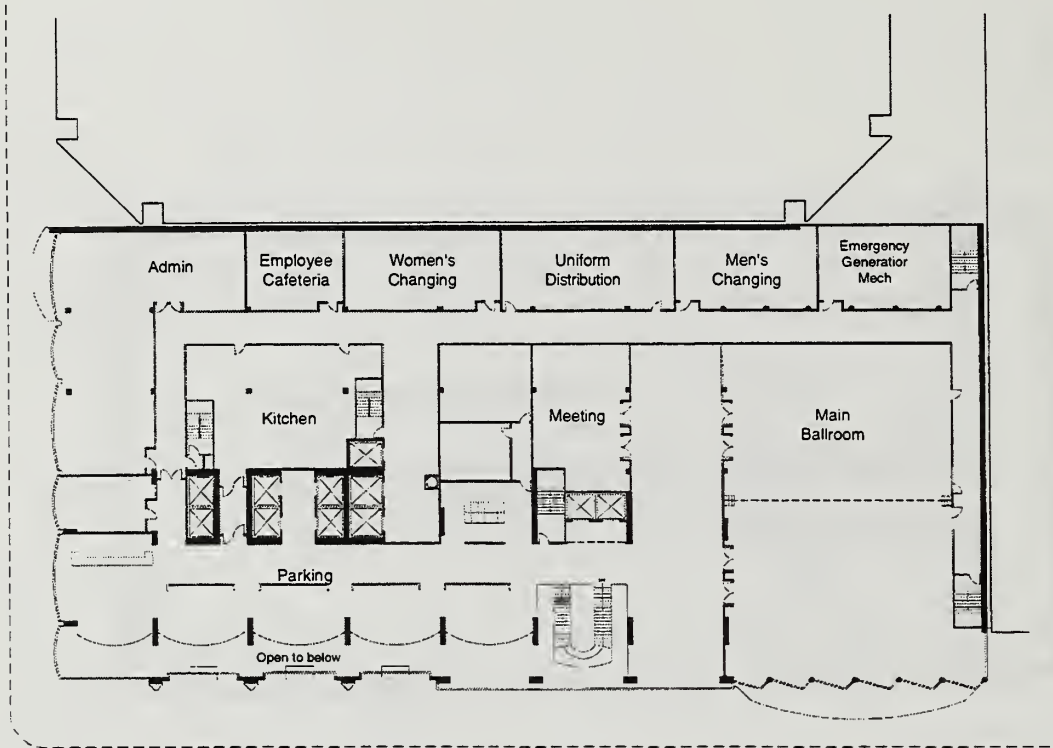 Admin
Employee
Cafeteria
Women's
Changing
Uniform
Distribution
Men's
Changing
Emergency
Generatior
Mech
Kitchen
Meeting
Main
Ballroom
Parking
Open to below